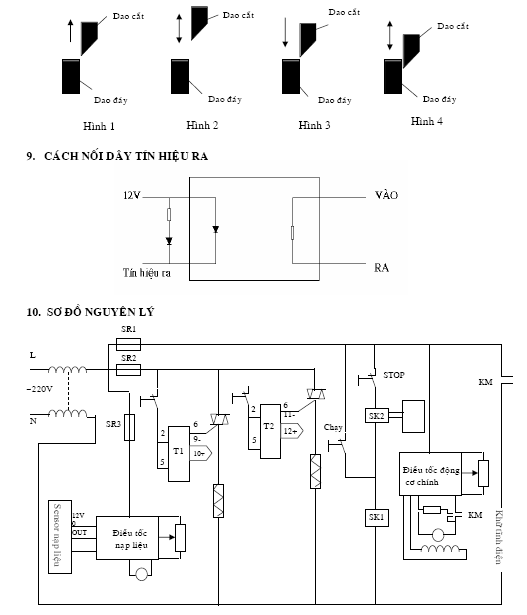 Dao cắt
Dao cắt
Dao cắt
Dao cắt
Dao đáy
Dao đáy
Dao đáy
Dao đáy
Hình 1
Hình 2
Hình 3
Hình 4
9. CÁCH NỐI DÂY TÍN HIỆU RA
12V
VÀO
Tín hiệu ra
RA
10. SƠ ĐỒ NGUYÊN LÝ
SR1
L
SR2
~220V
N
SR3
STOP
KM
2
6
9-
10+
T1
5
2
6
11-
12+
T2
5
Chạy
SK2
Điều tốc động
cơ chính
SK1
KM
Khử tĩnh điện
Sensor nạp liệu
12V
0
OUT
Điều tốc
nạp liệu